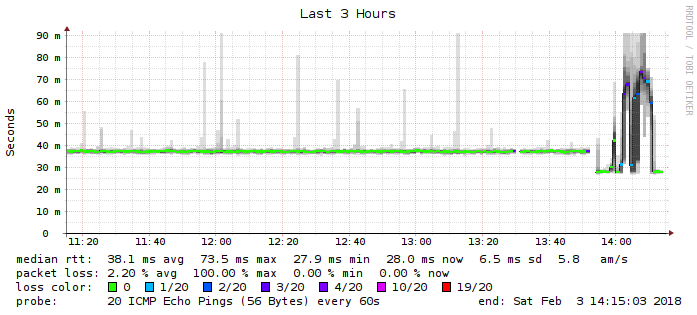 Last 3 Hours
RRDTOOL / TOBI OETIKER
Seconds
90 m
80 m
70 m
60 m
50 m
40 m
30 m
20 m
10 m
0
11:20 11:40 12:00 12:20 12:40 13:00 13:20 13:40 14:00
median rtt: 38.1 ms avg 73.5 ms max 27.9 ms min 28.0 ms now 6.5 ms sd 5.8 am/s
packet loss: 2.20 % avg 100.00 % max 0.00 % min 0.00 % now
loss color: 0 1/20 2/20 3/20 4/20 10/20 19/20
probe: 20 ICMP Echo Pings (56 Bytes) every 60s end: Sat Feb 3 14:15:03 2018